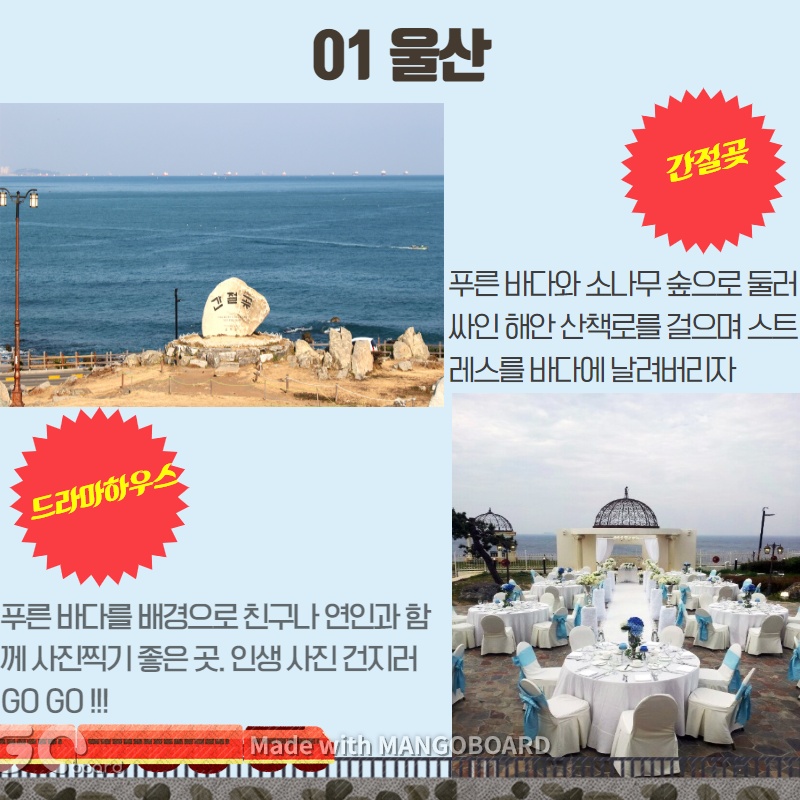 01 울산
간절곶
푸른 바다와 소나무 숲으로 둘러
싸인 해안 산책로를 걸으며 스트
레스를 바다에 날려버리자
드라마하우스
푸른 바다를 배경으로 친구나 연인과 함
께 사진찍기 좋은 곳. 인생 사진 건지러
GO GO !!!
Made with MANGOBOARD